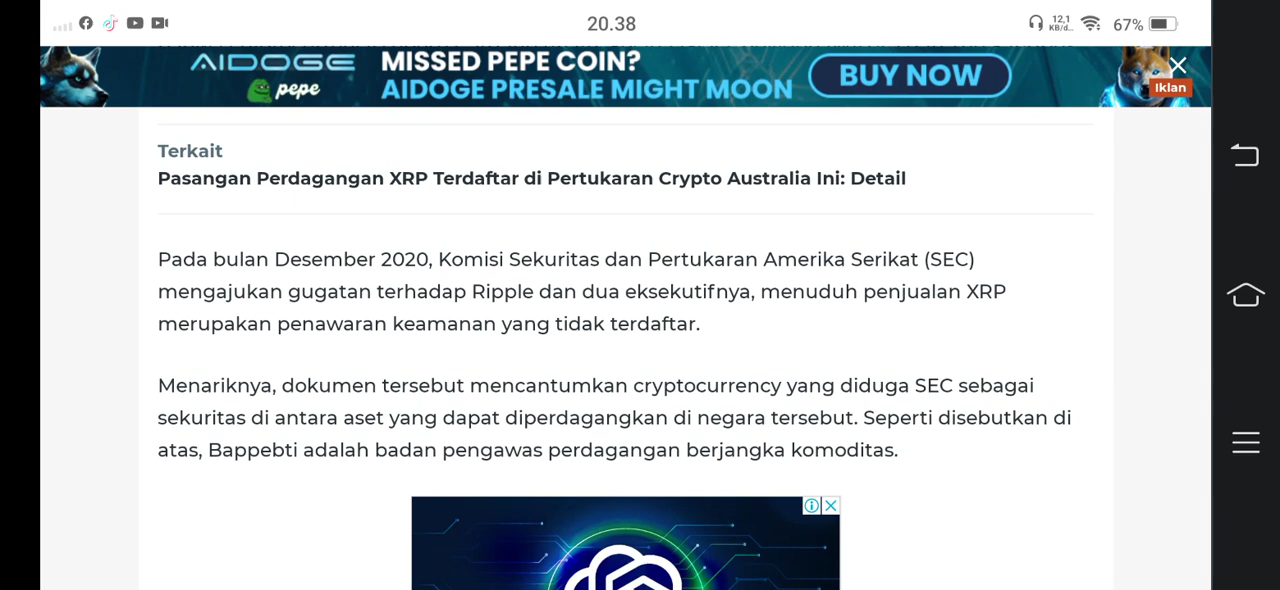 20.38
12,1
KB/d...
67%
AIDOGE
pepe
MISSED PEPE COIN?
AIDOGE PRESALE MIGHT MOON
BUY NOW
Iklan
Terkait
Pasangan Perdagangan XRP Terdaftar di Pertukaran Crypto Australia Ini: Detail
Pada bulan Desember 2020, Komisi Sekuritas dan Pertukaran Amerika Serikat (SEC)
mengajukan gugatan terhadap Ripple dan dua eksekutifnya, menuduh penjualan XRP
merupakan penawaran keamanan yang tidak terdaftar.
Menariknya, dokumen tersebut mencantumkan cryptocurrency yang diduga SEC sebagai
sekuritas di antara aset yang dapat diperdagangkan di negara tersebut. Seperti disebutkan di
atas, Bappebti adalah badan pengawas perdagangan berjangka komoditas.